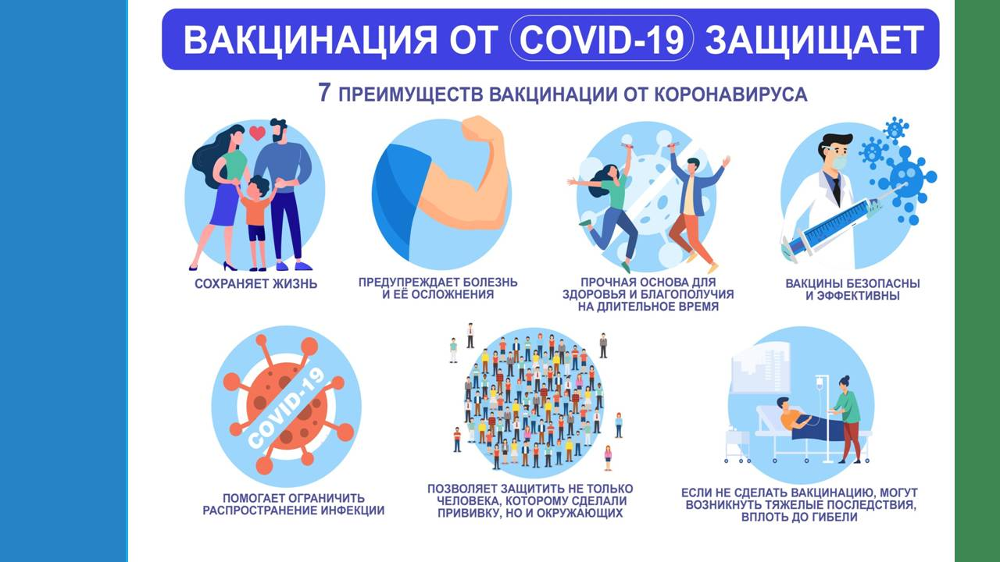 ВАКЦИНАЦИЯ ОТ COVID-19 ЗАЩИЩАЕТ
7 ПРЕИМУЩЕСТВ ВАКЦИНАЦИИ ОТ КОРОНАВИРУСА
СОХРАНЯЕТ ЖИЗНЬ
ПРЕДУПРЕЖДАЕТ БОЛЕЗНЬ
И ЕЁ ОСЛОЖНЕНИЯ
ПРОЧНАЯ ОСНОВА ДЛЯ
ЗДОРОВЬЯ И БЛАГОПОЛУЧИЯ
НА ДЛИТЕЛЬНОЕ ВРЕМЯ
ВАКЦИНЫ БЕЗОПАСНЫ
И ЭФФЕКТИВНЫ
COVID-19
ПОМОГАЕТ ОГРАНИЧИТЬ
РАСПРОСТРАНЕНИЕ ИНФЕКЦИИ
ПОЗВОЛЯЕТ ЗАЩИТИТЬ НЕ ТОЛЬКО
ЧЕЛОВЕКА, КОТОРОМУ СДЕЛАЛИ
ПРИВИВКУ, НО И ОКРУЖАЮЩИХ
ЕСЛИ НЕ СДЕЛАТЬ ВАКЦИНАЦИЮ, МОГУТ
ВОЗНИКНУТЬ ТЯЖЕЛЫЕ ПОСЛЕДСТВИЯ,
ВПЛОТЬ ДО ГИБЕЛИ